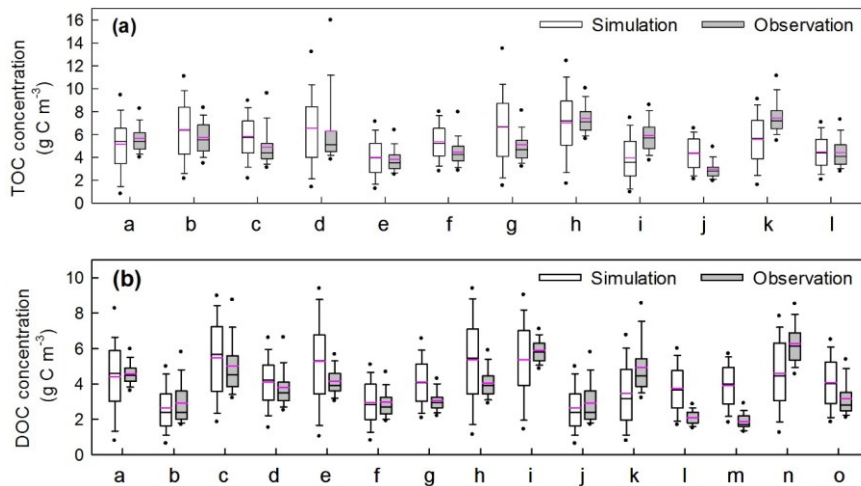 (a)
Simulation Observation
TOC concentration
(g C m⁻³)
16
14
12
10
8
6
4
2
0
a b c d e f g h i j k l
(b)
Simulation Observation
DOC concentration
(g C m⁻³)
10
8
6
4
2
0
a b c d e f g h i j k l m n o